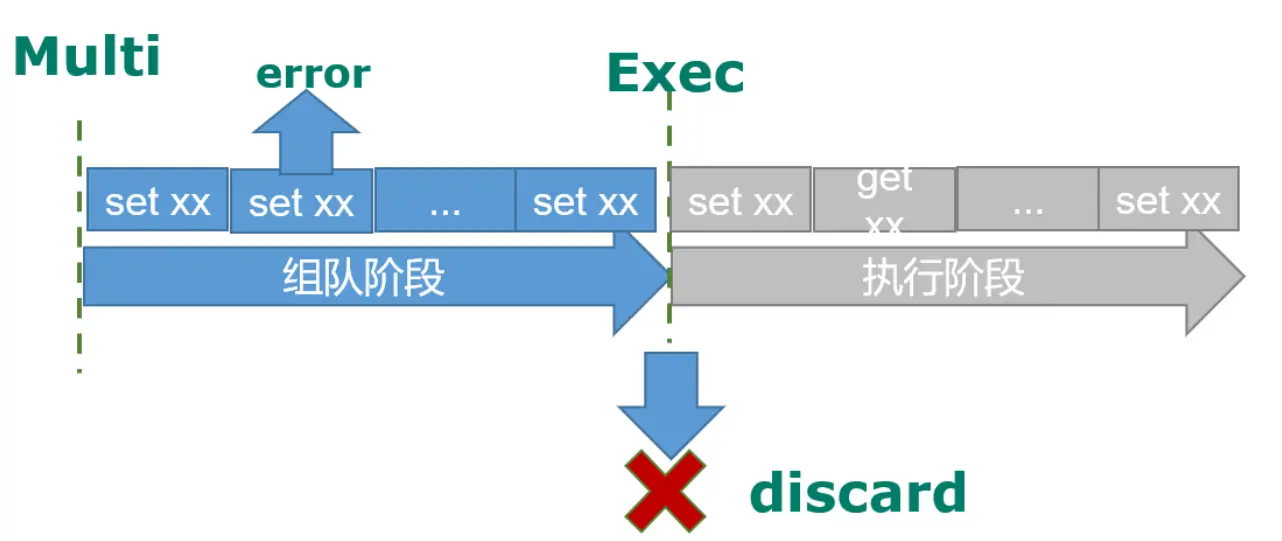 Multi
error
Exec
set xx
set xx
...
set xx
set xx
get
xx
...
set xx
组队阶段
执行阶段
discard